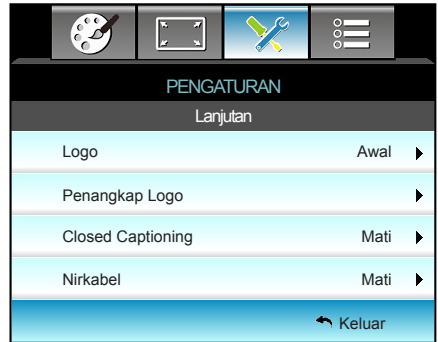 PENGATURAN
Lanjutan
Logo Awal
Penangkap Logo
Closed Captioning Mati
Nirkabel Mati
Keluar